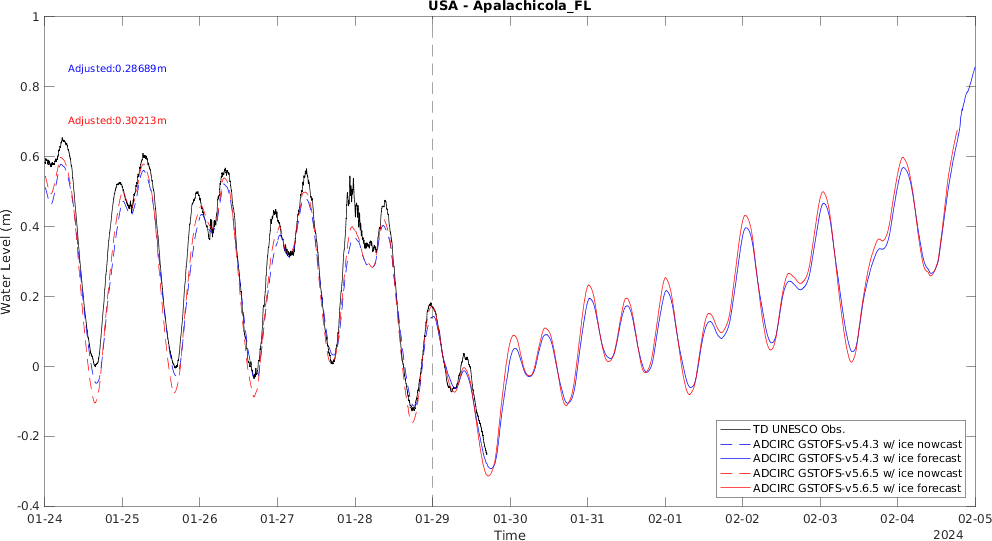 USA - Apalachicola_FL
1
Adjusted:0.28689m
0.8
Adjusted:0.30213m
0.6
0.4
Water Level (m)
0.2
0
-0.2
TD UNESCO Obs.
ADCIRC GSTOFS-v5.4.3 w/ ice nowcast
ADCIRC GSTOFS-v5.4.3 w/ ice forecast
ADCIRC GSTOFS-v5.6.5 w/ ice nowcast
ADCIRC GSTOFS-v5.6.5 w/ ice forecast
-0.4
01-24 01-25 01-26 01-27 01-28 01-29 01-30 01-31 02-01 02-02 02-03 02-04 02-05
Time
2024